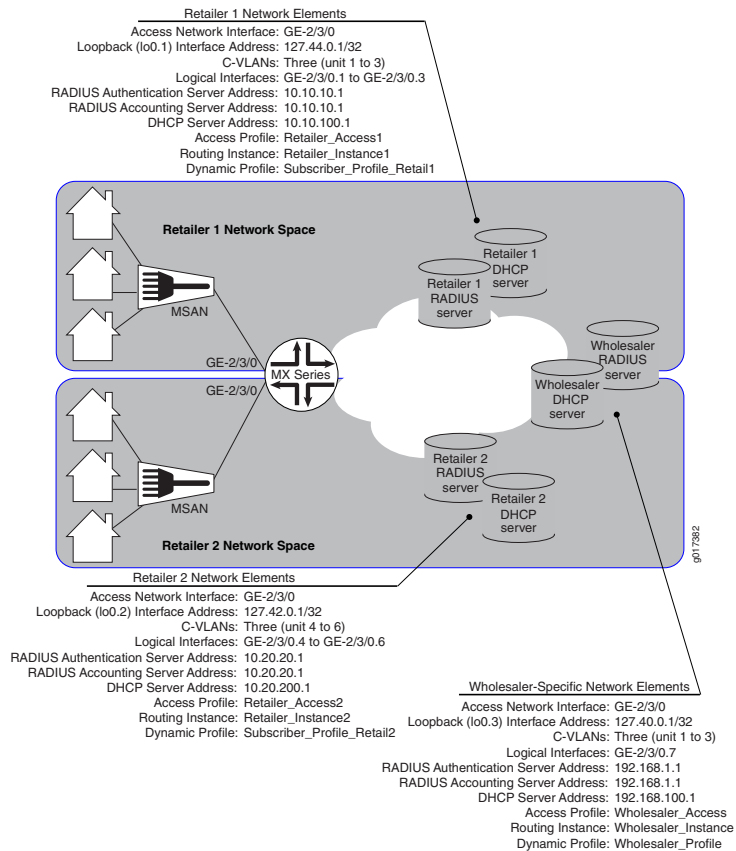 Retailer 1 Network Elements
Access Network Interface: GE-2/3/0
Loopback (lo0.1) Interface Address: 127.44.0.1/32
C-VLANs: Three (unit 1 to 3)
Logical Interfaces: GE-2/3/0.1 to GE-2/3/0.3
RADIUS Authentication Server Address: 10.10.10.1
RADIUS Accounting Server Address: 10.10.10.1
DHCP Server Address: 10.10.100.1
Access Profile: Retailer_Access1
Routing Instance: Retailer_Instance1
Dynamic Profile: Subscriber_Profile_Retail1
Retailer 1 Network Space
MSAN
GE-2/3/0
Retailer 1
DHCP
server
Retailer 1
RADIUS
server
MX Series
Wholesaler
RADIUS
server
Wholesaler
DHCP
server
GE-2/3/0
MSAN
Retailer 2 Network Space
Retailer 2
RADIUS
server
Retailer 2
DHCP
server
g017382
Retailer 2 Network Elements
Access Network Interface: GE-2/3/0
Loopback (lo0.2) Interface Address: 127.42.0.1/32
C-VLANs: Three (unit 4 to 6)
Logical Interfaces: GE-2/3/0.4 to GE-2/3/0.6
RADIUS Authentication Server Address: 10.20.20.1
RADIUS Accounting Server Address: 10.20.20.1
DHCP Server Address: 10.20.200.1
Access Profile: Retailer_Access2
Routing Instance: Retailer_Instance2
Dynamic Profile: Subscriber_Profile_Retail2
Wholesaler-Specific Network Elements
Access Network Interface: GE-2/3/0
Loopback (lo0.3) Interface Address: 127.40.0.1/32
C-VLANs: Three (unit 1 to 3)
Logical Interfaces: GE-2/3/0.7
RADIUS Authentication Server Address: 192.168.1.1
RADIUS Accounting Server Address: 192.168.1.1
DHCP Server Address: 192.168.100.1
Access Profile: Wholesaler_Access
Routing Instance: Wholesaler_Instance
Dynamic Profile: Wholesaler_Profile